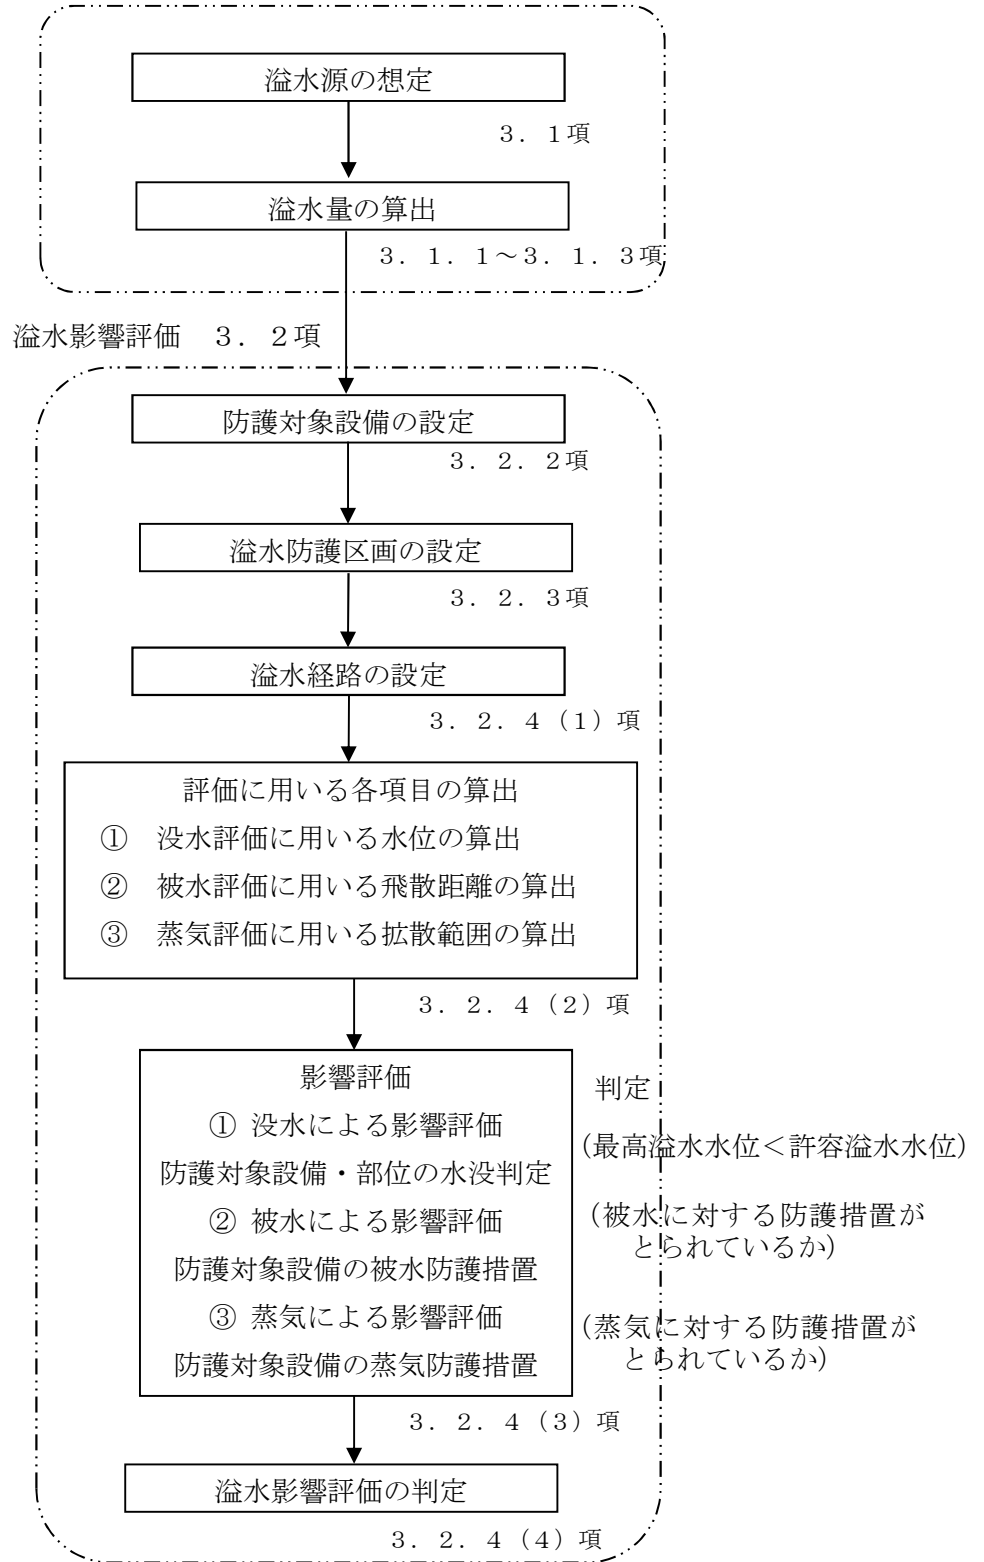 溢水源の想定
３．１項
溢水量の算出
３．１．１～３．１．３項
溢水影響評価　３．２項
防護対象設備の設定
３．２．２項
溢水防護区画の設定
３．２．３項
溢水経路の設定
３．２．４（１）項
評価に用いる各項目の算出
①　没水評価に用いる水位の算出
②　被水評価に用いる飛散距離の算出
③　蒸気評価に用いる拡散範囲の算出
３．２．４（２）項
影響評価
判定
① 没水による影響評価
（最高溢水水位＜許容溢水水位）
防護対象設備・部位の水没判定
② 被水による影響評価
（被水に対する防護措置が
とられているか）
防護対象設備の被水防護措置
③ 蒸気による影響評価
（蒸気に対する防護措置が
とられているか）
防護対象設備の蒸気防護措置
３．２．４（３）項
溢水影響評価の判定
３．２．４（４）項